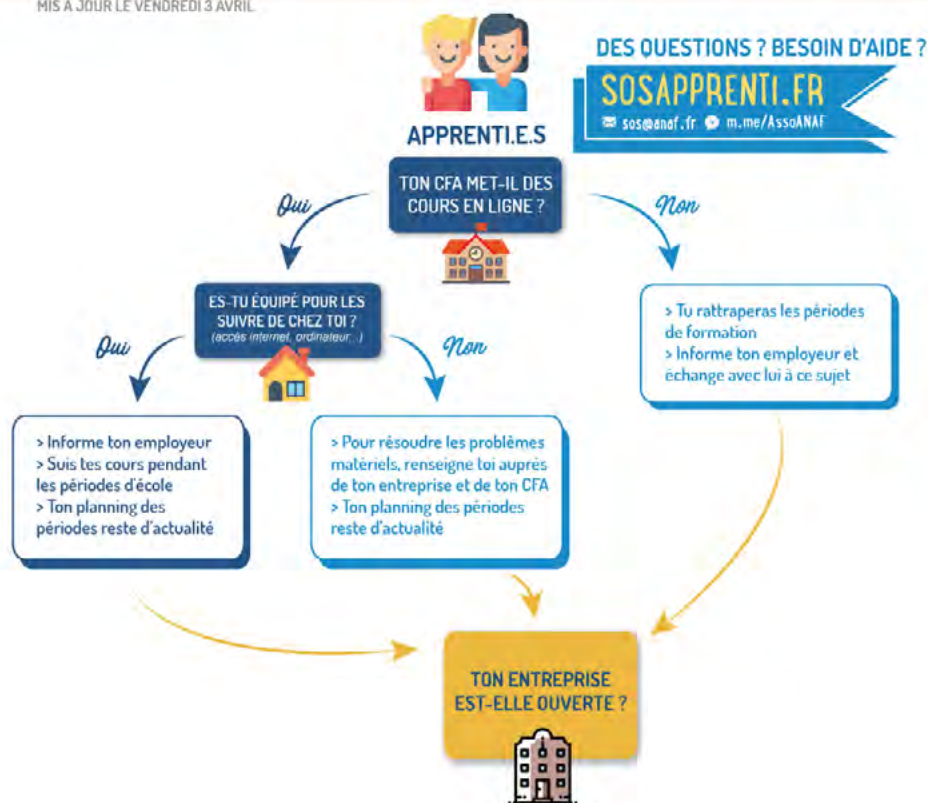 MIS À JOUR LE VENDREDI 3 AVRIL
DES QUESTIONS ? BESOIN D'AIDE ?
SOSAPPRENTI.FR
sos@anaf.fr m.me/AssoANAF
APPRENTI.E.S
TON CFA MET-IL DES
COURS EN LIGNE ?
Oui
Non
ES-TU ÉQUIPÉ POUR LES
SUIVRE DE CHEZ TOI ?
(accès internet, ordinateur...)
> Tu rattraperas les périodes
de formation
> Informe ton employeur et
échange avec lui à ce sujet
Oui
Non
> Informe ton employeur
> Suis tes cours pendant
les périodes d'école
> Ton planning des
périodes reste d'actualité
> Pour résoudre les problèmes
matériels, renseigne toi auprès
de ton entreprise et de ton CFA
> Ton planning des périodes
reste d'actualité
TON ENTREPRISE
EST-ELLE OUVERTE ?